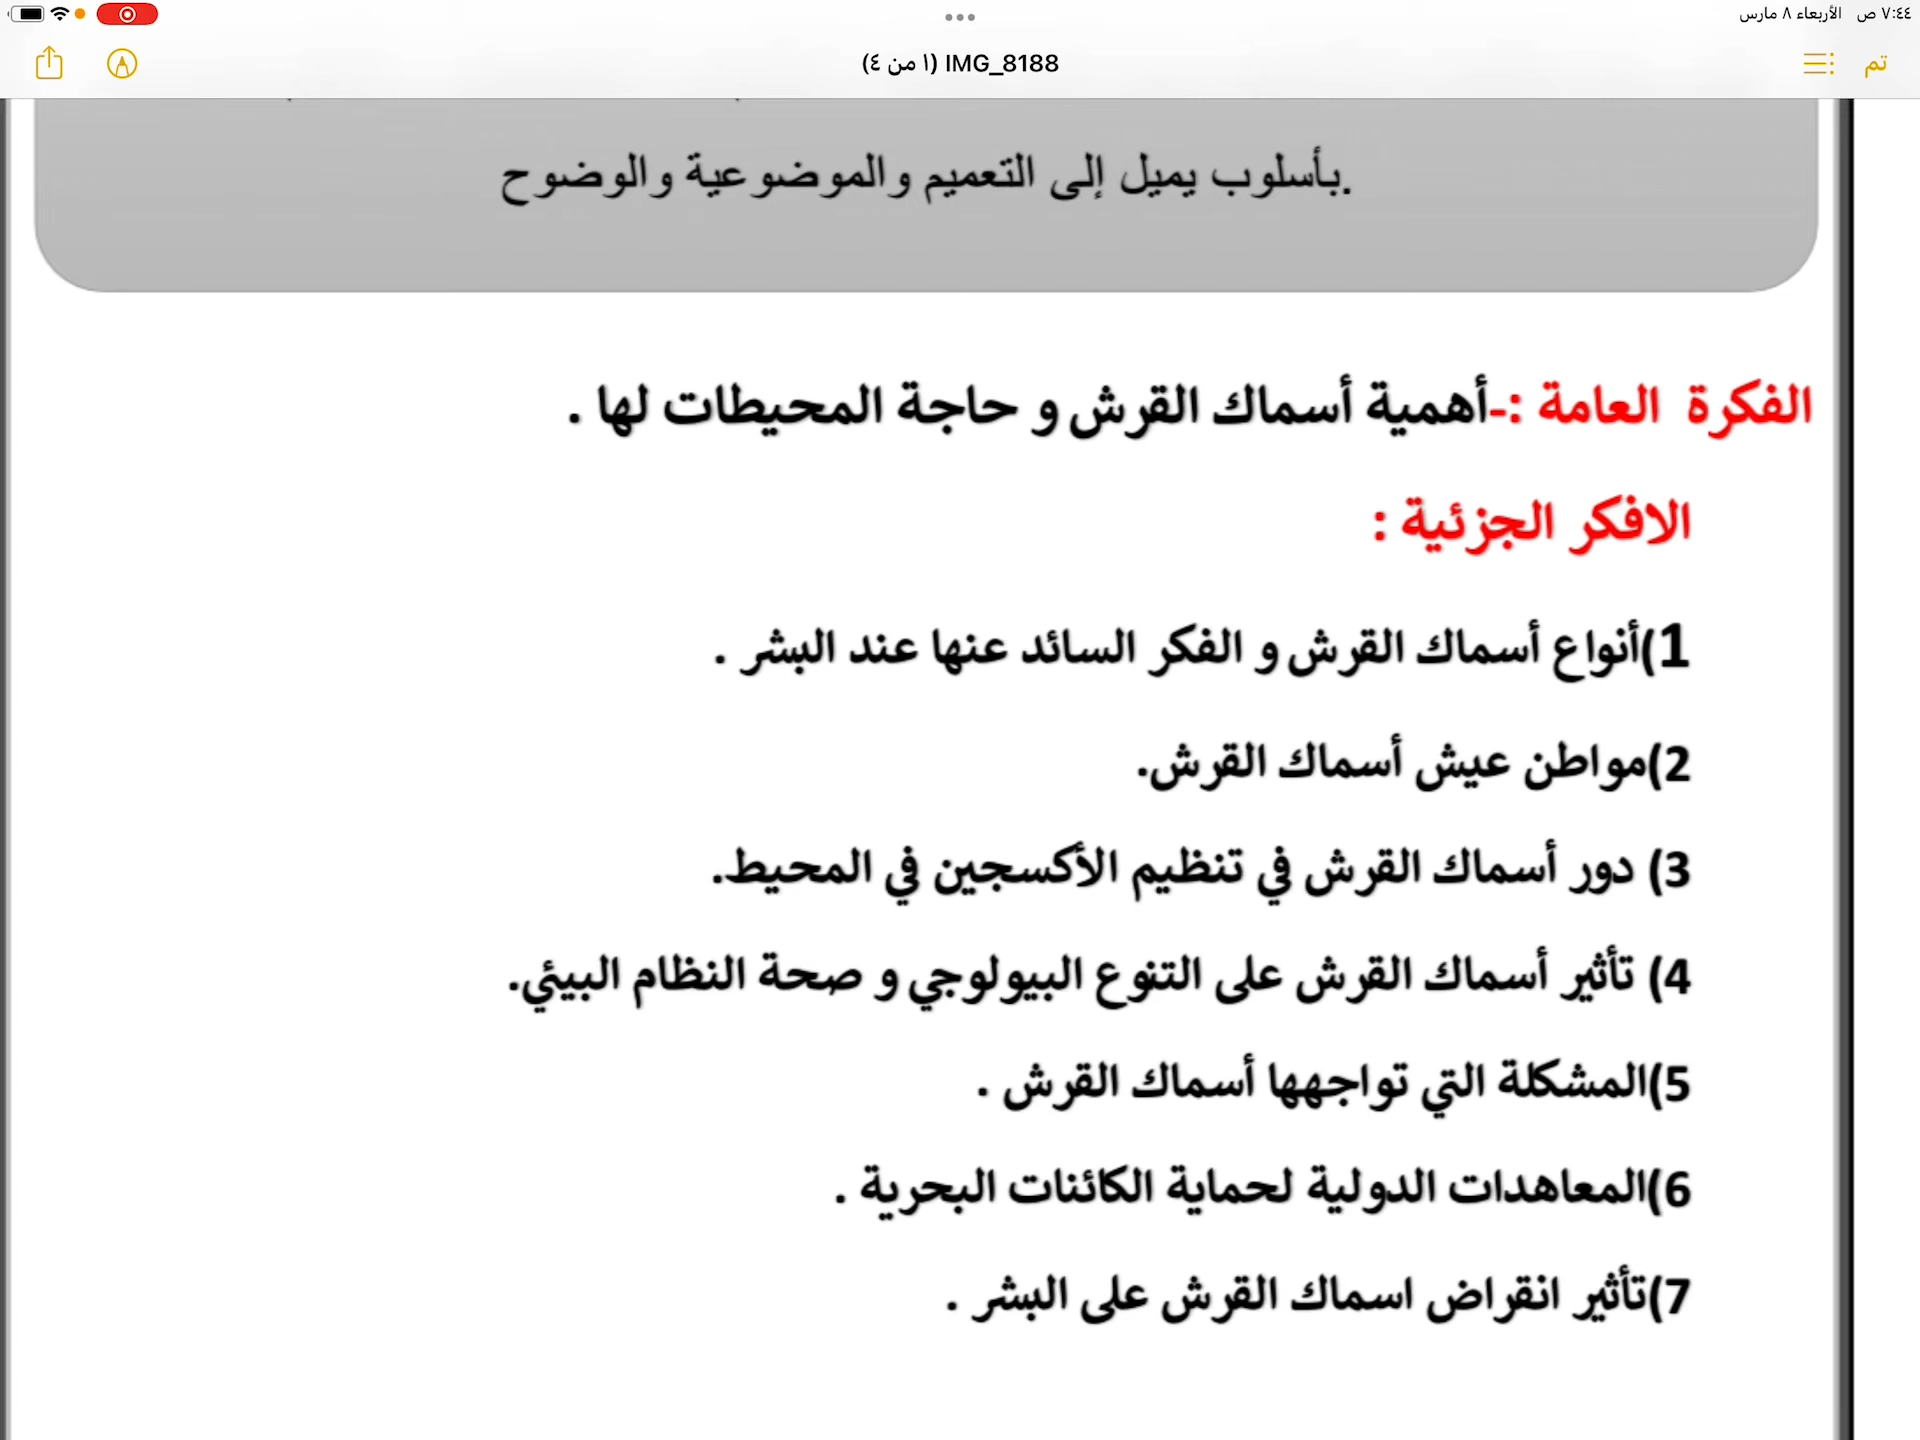 ٧:٤٤ ص الأربعاء ٨ مارس
تم
IMG_8188 (١ من ٤)
بأسلوب يميل إلى التعميم والموضوعية والوضوح.
الفكرة العامة :-أهمية أسماك القرش و حاجة المحيطات لها .
الافكر الجزئية :
1)أنواع أسماك القرش و الفكر السائد عنها عند البشر .
2)مواطن عيش أسماك القرش.
3) دور أسماك القرش في تنظيم الأكسجين في المحيط.
4) تأثير أسماك القرش على التنوع البيولوجي و صحة النظام البيئي.
5)المشكلة التي تواجهها أسماك القرش .
6)المعاهدات الدولية لحماية الكائنات البحرية .
7)تأثير انقراض اسماك القرش على البشر .